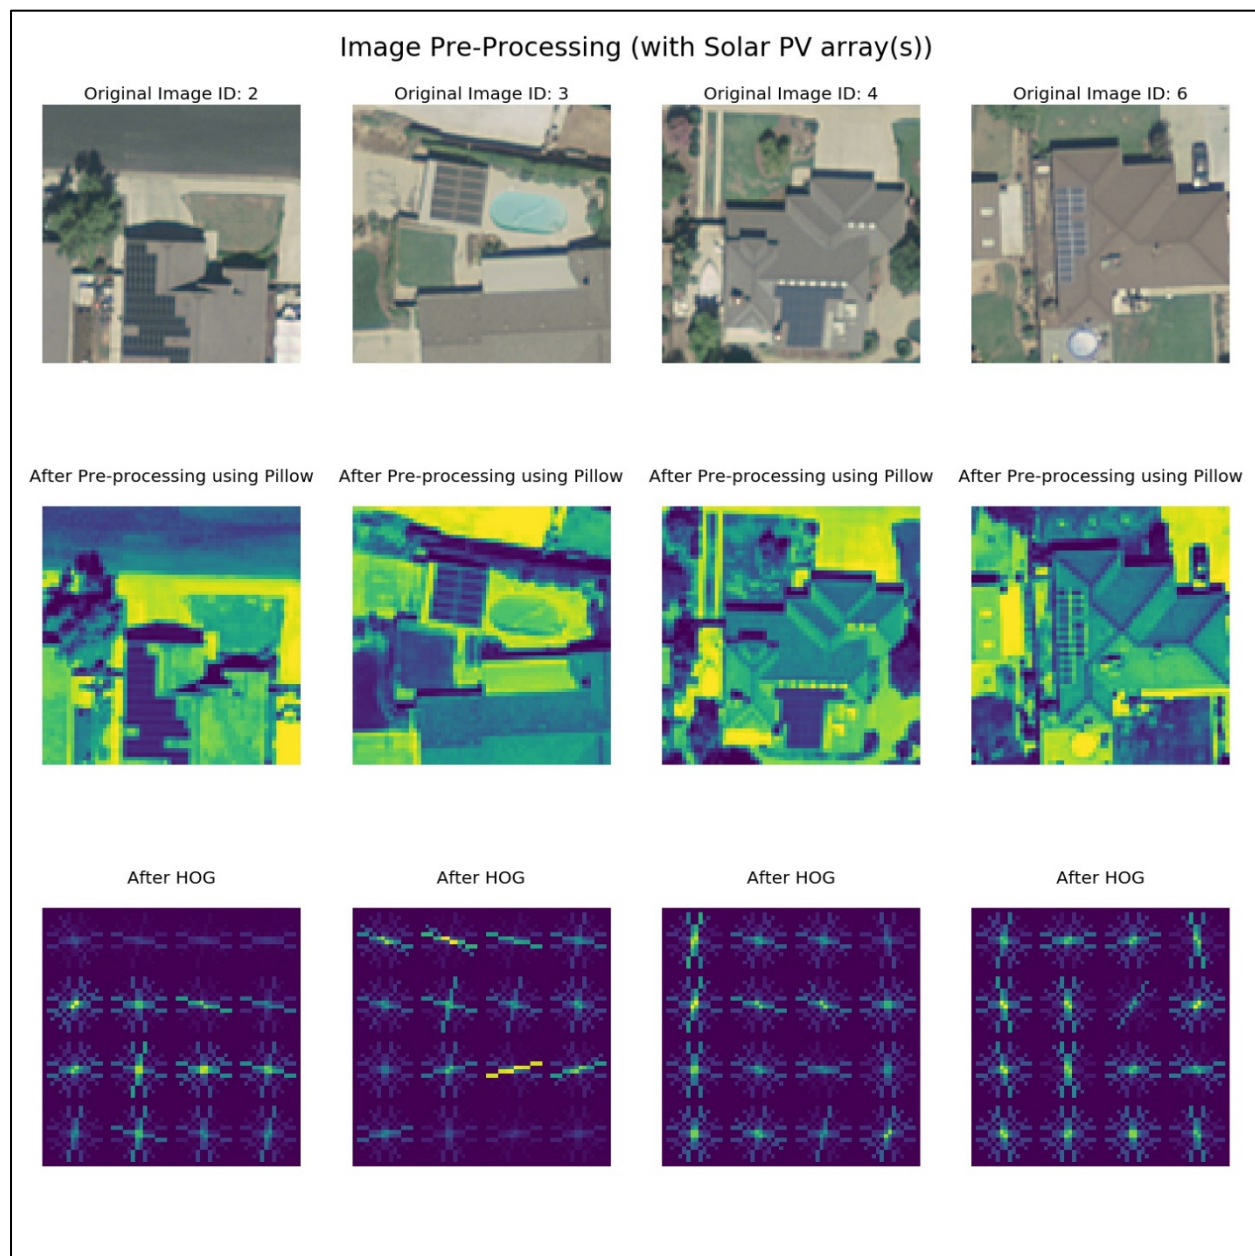 Image Pre-Processing (with Solar PV array(s))
Original Image ID: 2
Original Image ID: 3
Original Image ID: 4
Original Image ID: 6
After Pre-processing using Pillow
After Pre-processing using Pillow
After Pre-processing using Pillow
After Pre-processing using Pillow
After HOG
After HOG
After HOG
After HOG